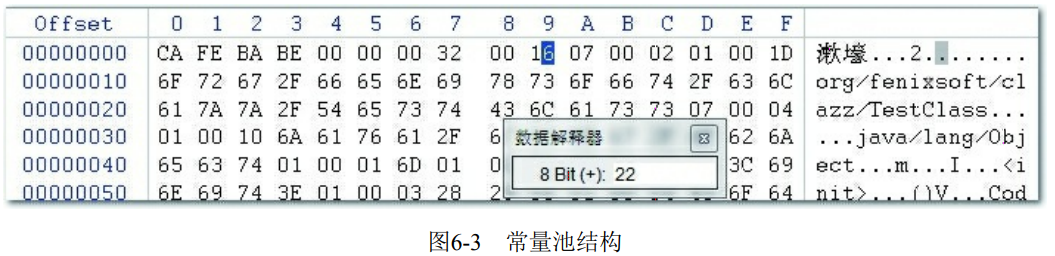 Offset 0 1 2 3 4 5 6 7 8 9 A B C D E F
00000000 CA FE BA BE 00 00 00 32 00 16 07 00 02 01 00 1D 漱壕...2.........
00000010 6F 72 67 2F 66 65 6E 69 78 73 6F 66 74 2F 63 6C org/fenixsoft/cl
00000020 61 7A 7A 2F 54 65 73 74 43 6C 61 73 73 07 00 04 azz/TestClass...
00000030 01 00 10 6A 61 76 61 2F 62 6A ...java/lang/Obj
00000040 65 63 74 01 00 01 6D 01 3C 69 ect...m...I...<i
00000050 6E 69 74 3E 01 00 03 28 6F 64 nit>...()V...Cod
数据解释器
8 Bit (+): 22
图6-3 常量池结构